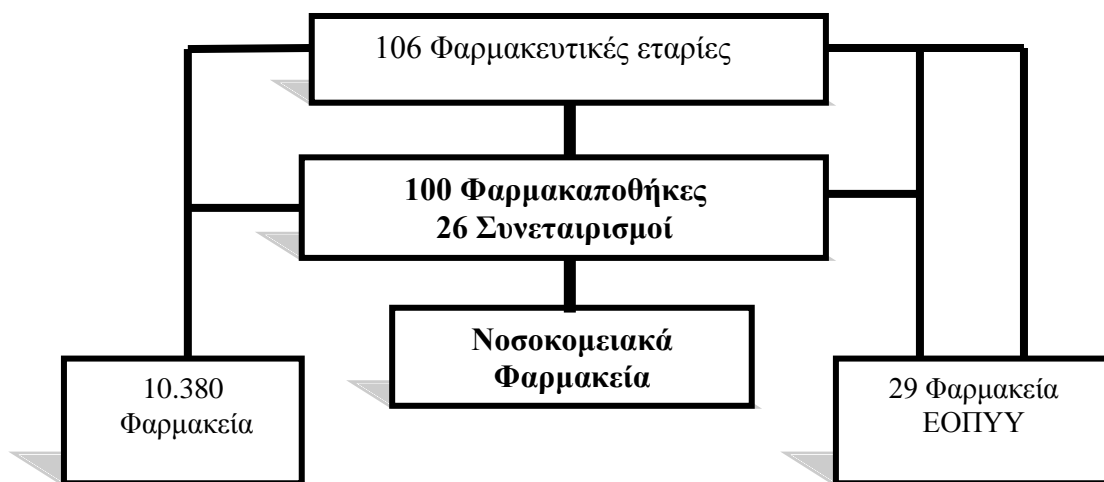 106 Φαρμακευτικές εταρίες
100 Φαρμακαποθήκες
26 Συνεταιρισμοί
Νοσοκομειακά
Φαρμακεία
10.380
Φαρμακεία
29 Φαρμακεία
ΕΟΠΥΥ